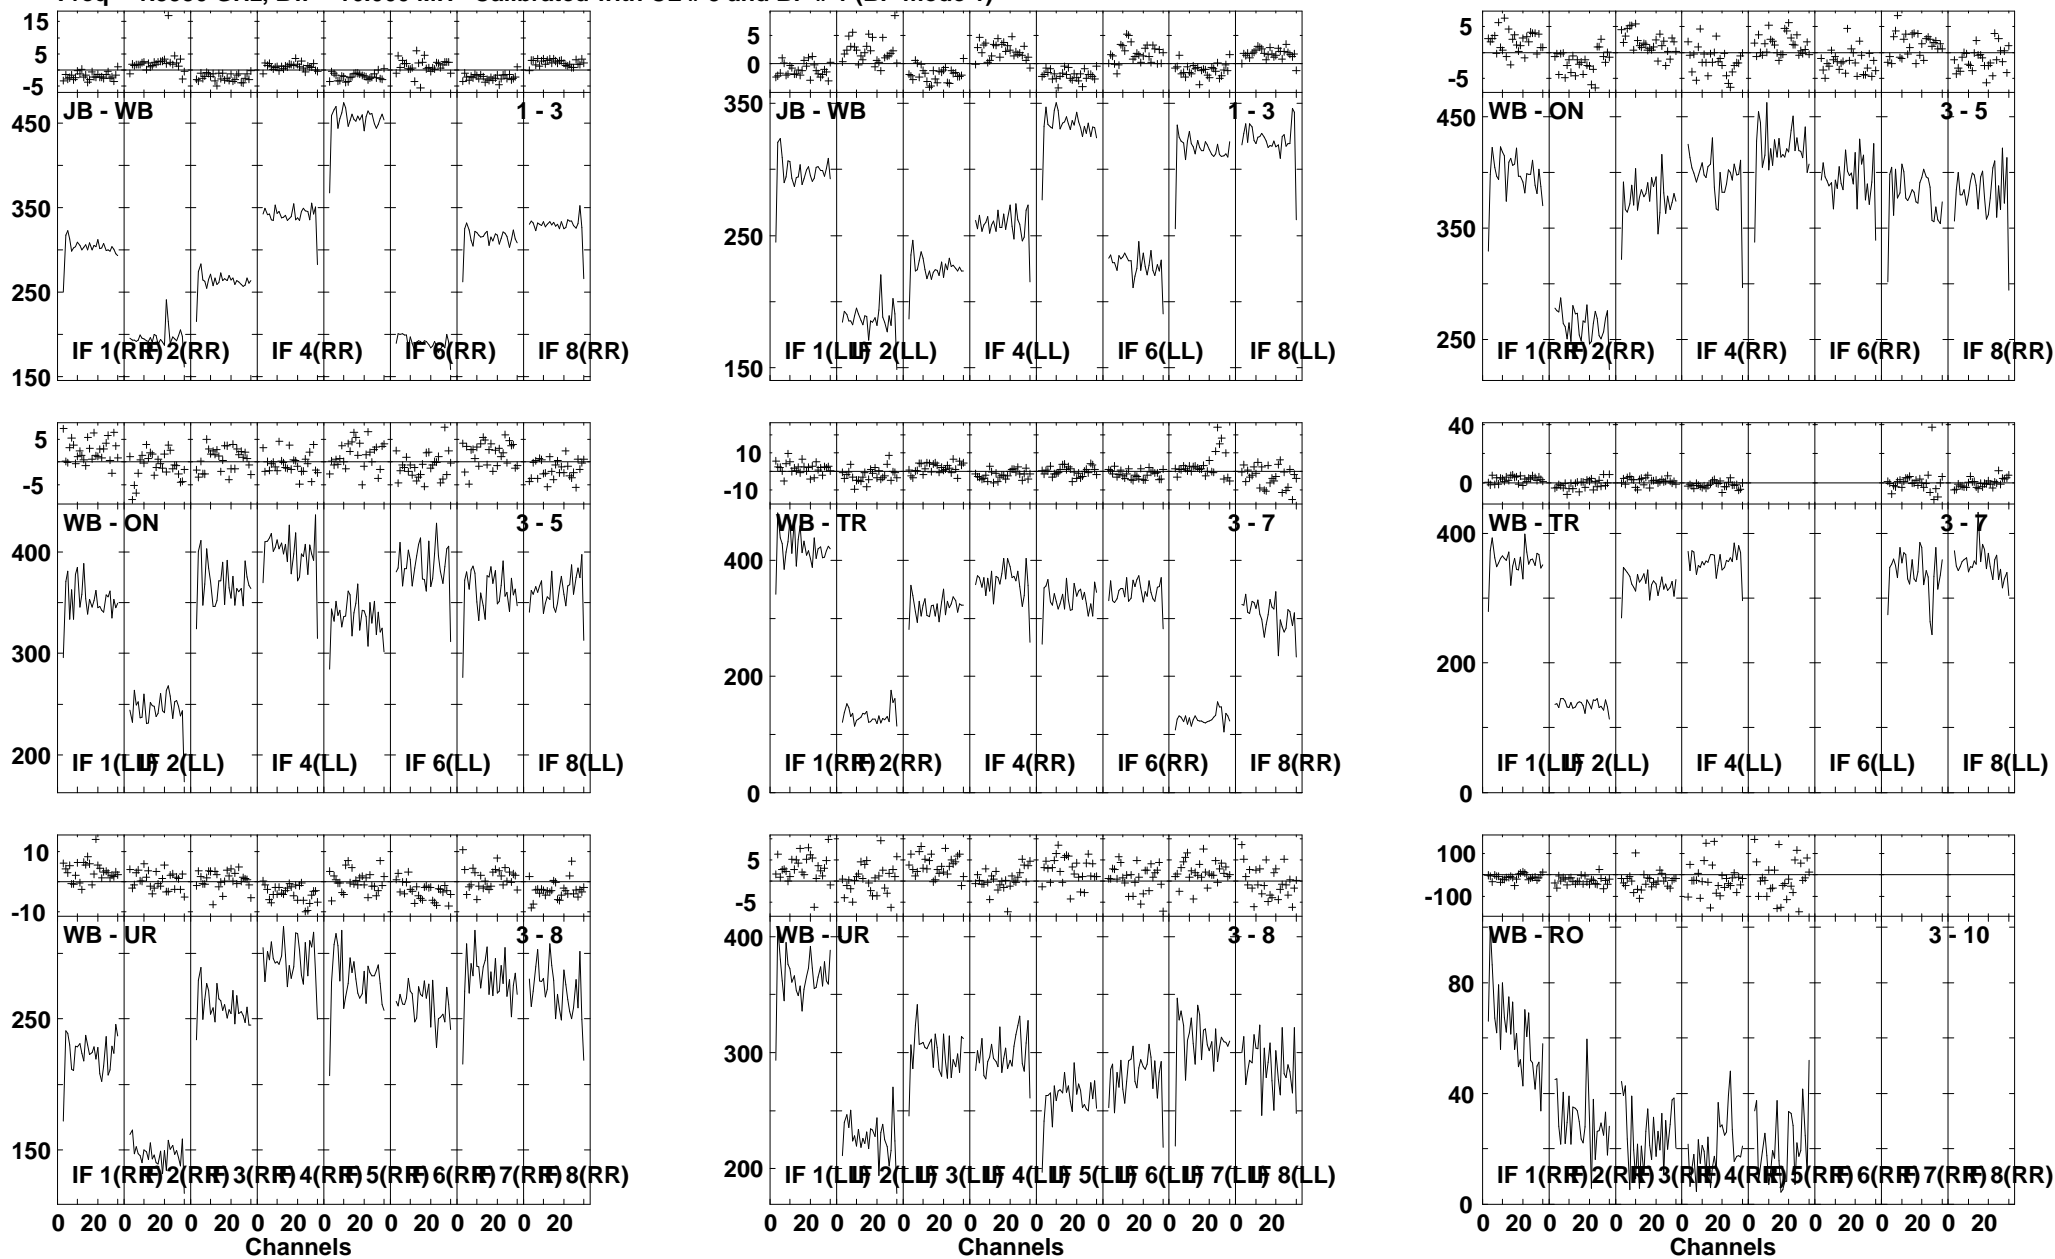 15
5
-5
JB - WB 1 - 3
450
350
250
150
IF 1(RR) IF 2(RR) IF 4(RR) IF 6(RR) IF 8(RR)
5
0
JB - WB 1 - 3
350
250
150
IF 1(LL) IF 2(LL) IF 4(LL) IF 6(LL) IF 8(LL)
5
-5
WB - ON 3 - 5
450
350
250
IF 1(RR) IF 2(RR) IF 4(RR) IF 6(RR) IF 8(RR)
5
-5
WB - ON 3 - 5
400
300
200
IF 1(LL) IF 2(LL) IF 4(LL) IF 6(LL) IF 8(LL)
10
-10
WB - TR 3 - 7
400
200
0
IF 1(RR) IF 2(RR) IF 4(RR) IF 6(RR) IF 8(RR)
40
0
WB - TR 3 - 7
400
200
0
IF 1(LL) IF 2(LL) IF 4(LL) IF 6(LL) IF 8(LL)
10
-10
WB - UR 3 - 8
250
150
IF 1(RR) IF 2(RR) IF 3(RR) IF 4(RR) IF 5(RR) IF 6(RR) IF 7(RR) IF 8(RR)
0 20 0 20 0 20 0 20 0 20 0 20 0 20 0 20
Channels
5
-5
WB - UR 3 - 8
400
300
200
IF 1(LL) IF 2(LL) IF 3(LL) IF 4(LL) IF 5(LL) IF 6(LL) IF 7(LL) IF 8(LL)
0 20 0 20 0 20 0 20 0 20 0 20 0 20 0 20
Channels
100
-100
WB - RO 3 - 10
80
40
0
IF 1(RR) IF 2(RR) IF 3(RR) IF 4(RR) IF 5(RR) IF 6(RR) IF 7(RR) IF 8(RR)
0 20 0 20 0 20 0 20 0 20 0 20 0 20 0 20
Channels